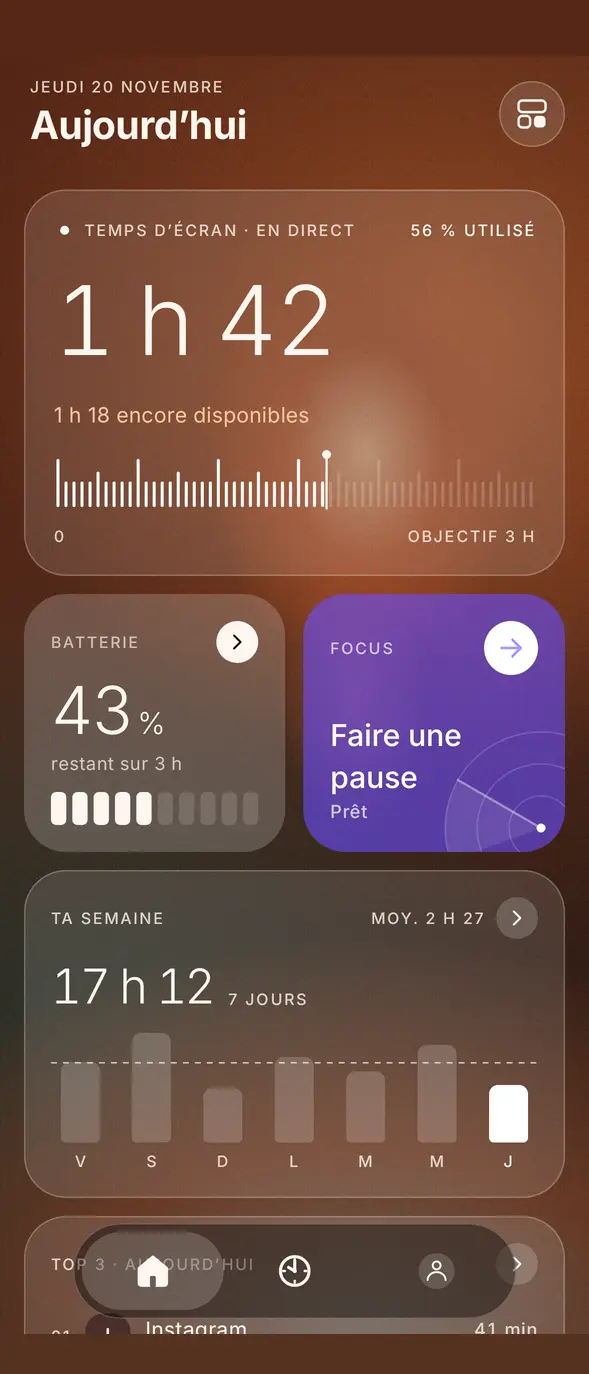 JEUDI 20 NOVEMBRE
Aujourd’hui
TEMPS D’ÉCRAN · EN DIRECT
56 % UTILISÉ
1 h 42
1 h 18 encore disponibles
0
OBJECTIF 3 H
BATTERIE
43 %
restant sur 3 h
FOCUS
Faire une
pause
Prêt
TA SEMAINE
MOY. 2 H 27
17 h 12 7 JOURS
V S D L M M J
TOP 3 · AUJOURD’HUI
01 Instagram 41 min